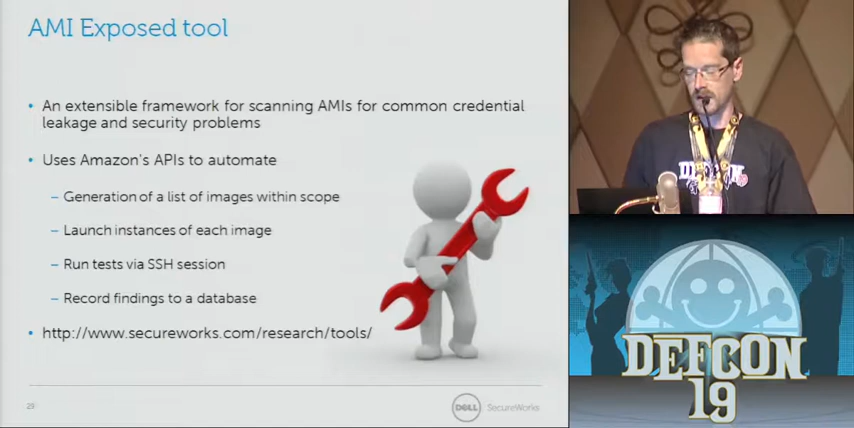 AMI Exposed tool
• An extensible framework for scanning AMIs for common credential
leakage and security problems
• Uses Amazon's APIs to automate
– Generation of a list of images within scope
– Launch instances of each image
– Run tests via SSH session
– Record findings to a database
• http://www.secureworks.com/research/tools/
29
DELL SecureWorks
DEFCON
DEFCON
19